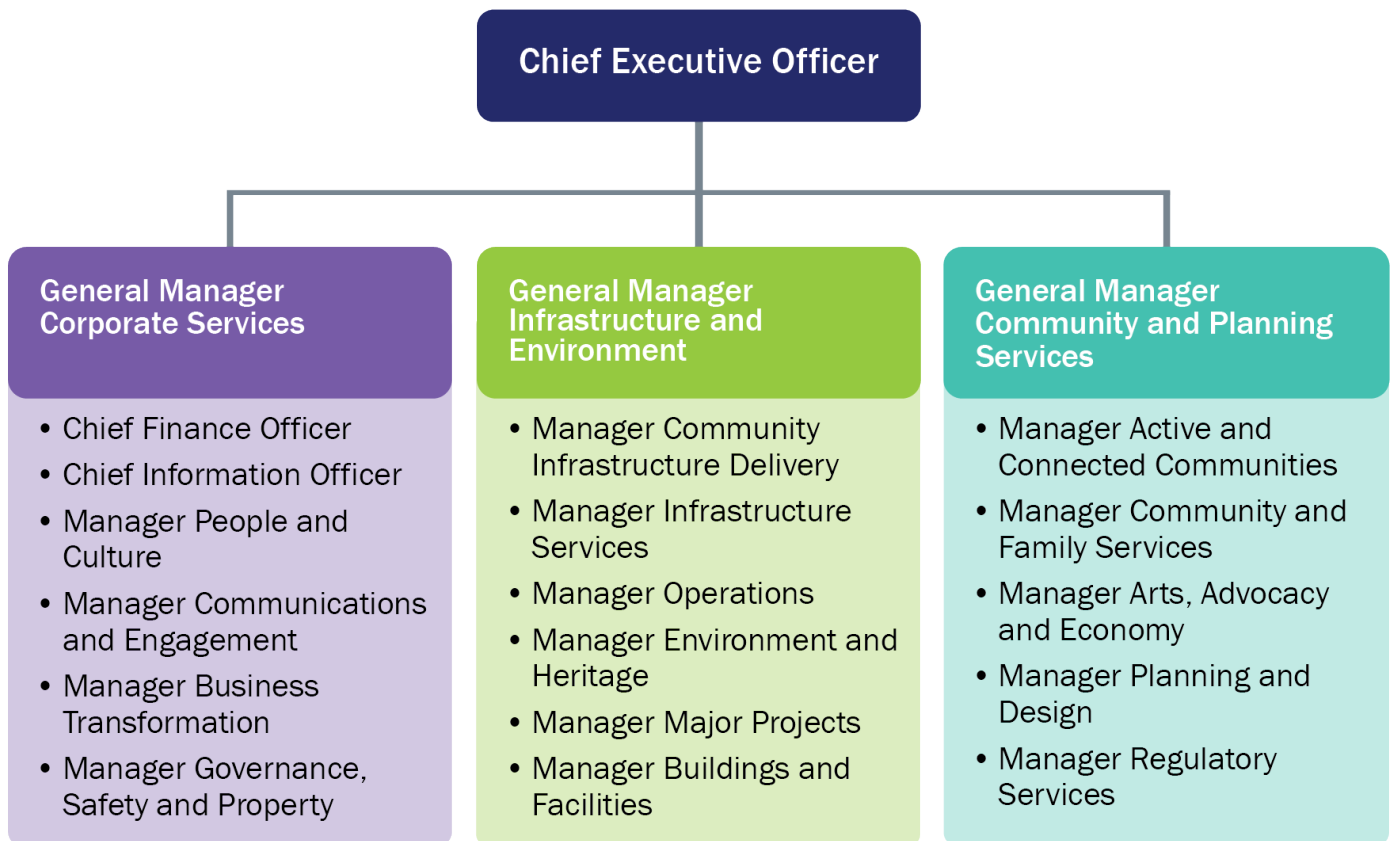 Chief Executive Officer
General Manager
Corporate Services
• Chief Finance Officer
• Chief Information Officer
• Manager People and
Culture
• Manager Communications
and Engagement
• Manager Business
Transformation
• Manager Governance,
Safety and Property
General Manager
Infrastructure and
Environment
• Manager Community
Infrastructure Delivery
• Manager Infrastructure
Services
• Manager Operations
• Manager Environment and
Heritage
• Manager Major Projects
• Manager Buildings and
Facilities
General Manager
Community and Planning
Services
• Manager Active and
Connected Communities
• Manager Community and
Family Services
• Manager Arts, Advocacy
and Economy
• Manager Planning and
Design
• Manager Regulatory
Services